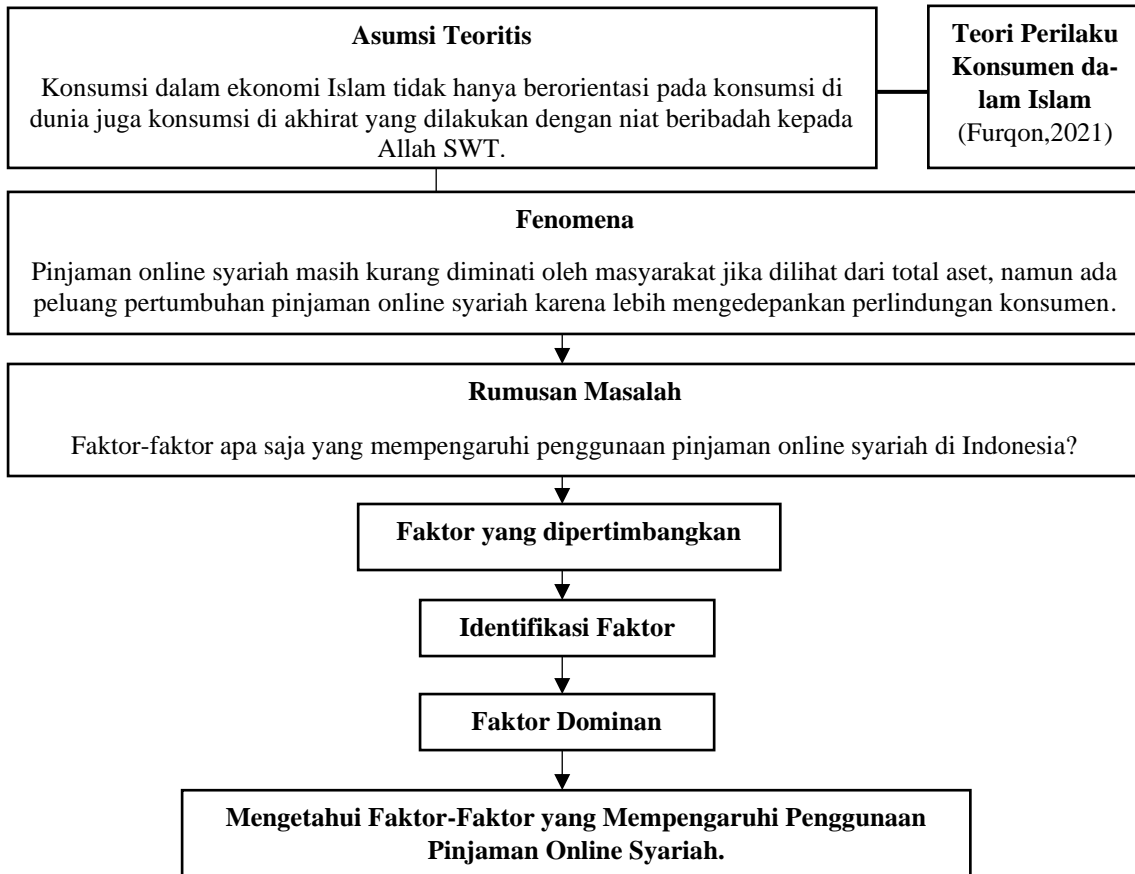 Asumsi Teoritis
Konsumsi dalam ekonomi Islam tidak hanya berorientasi pada konsumsi di
dunia juga konsumsi di akhirat yang dilakukan dengan niat beribadah kepada
Allah SWT.
Teori Perilaku
Konsumen da-
lam Islam
(Furqon,2021)
Fenomena
Pinjaman online syariah masih kurang diminati oleh masyarakat jika dilihat dari total aset, namun ada
peluang pertumbuhan pinjaman online syariah karena lebih mengedepankan perlindungan konsumen.
Rumusan Masalah
Faktor-faktor apa saja yang mempengaruhi penggunaan pinjaman online syariah di Indonesia?
Faktor yang dipertimbangkan
Identifikasi Faktor
Faktor Dominan
Mengetahui Faktor-Faktor yang Mempengaruhi Penggunaan
Pinjaman Online Syariah.